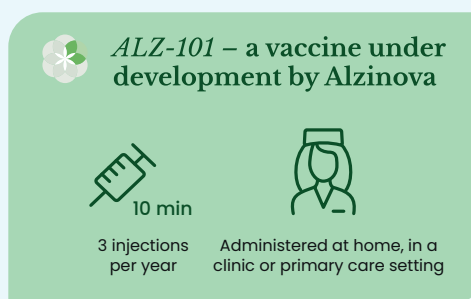 ALZ-101 – a vaccine under
development by Alzinova
10 min
3 injections
per year
Administered at home, in a
clinic or primary care setting